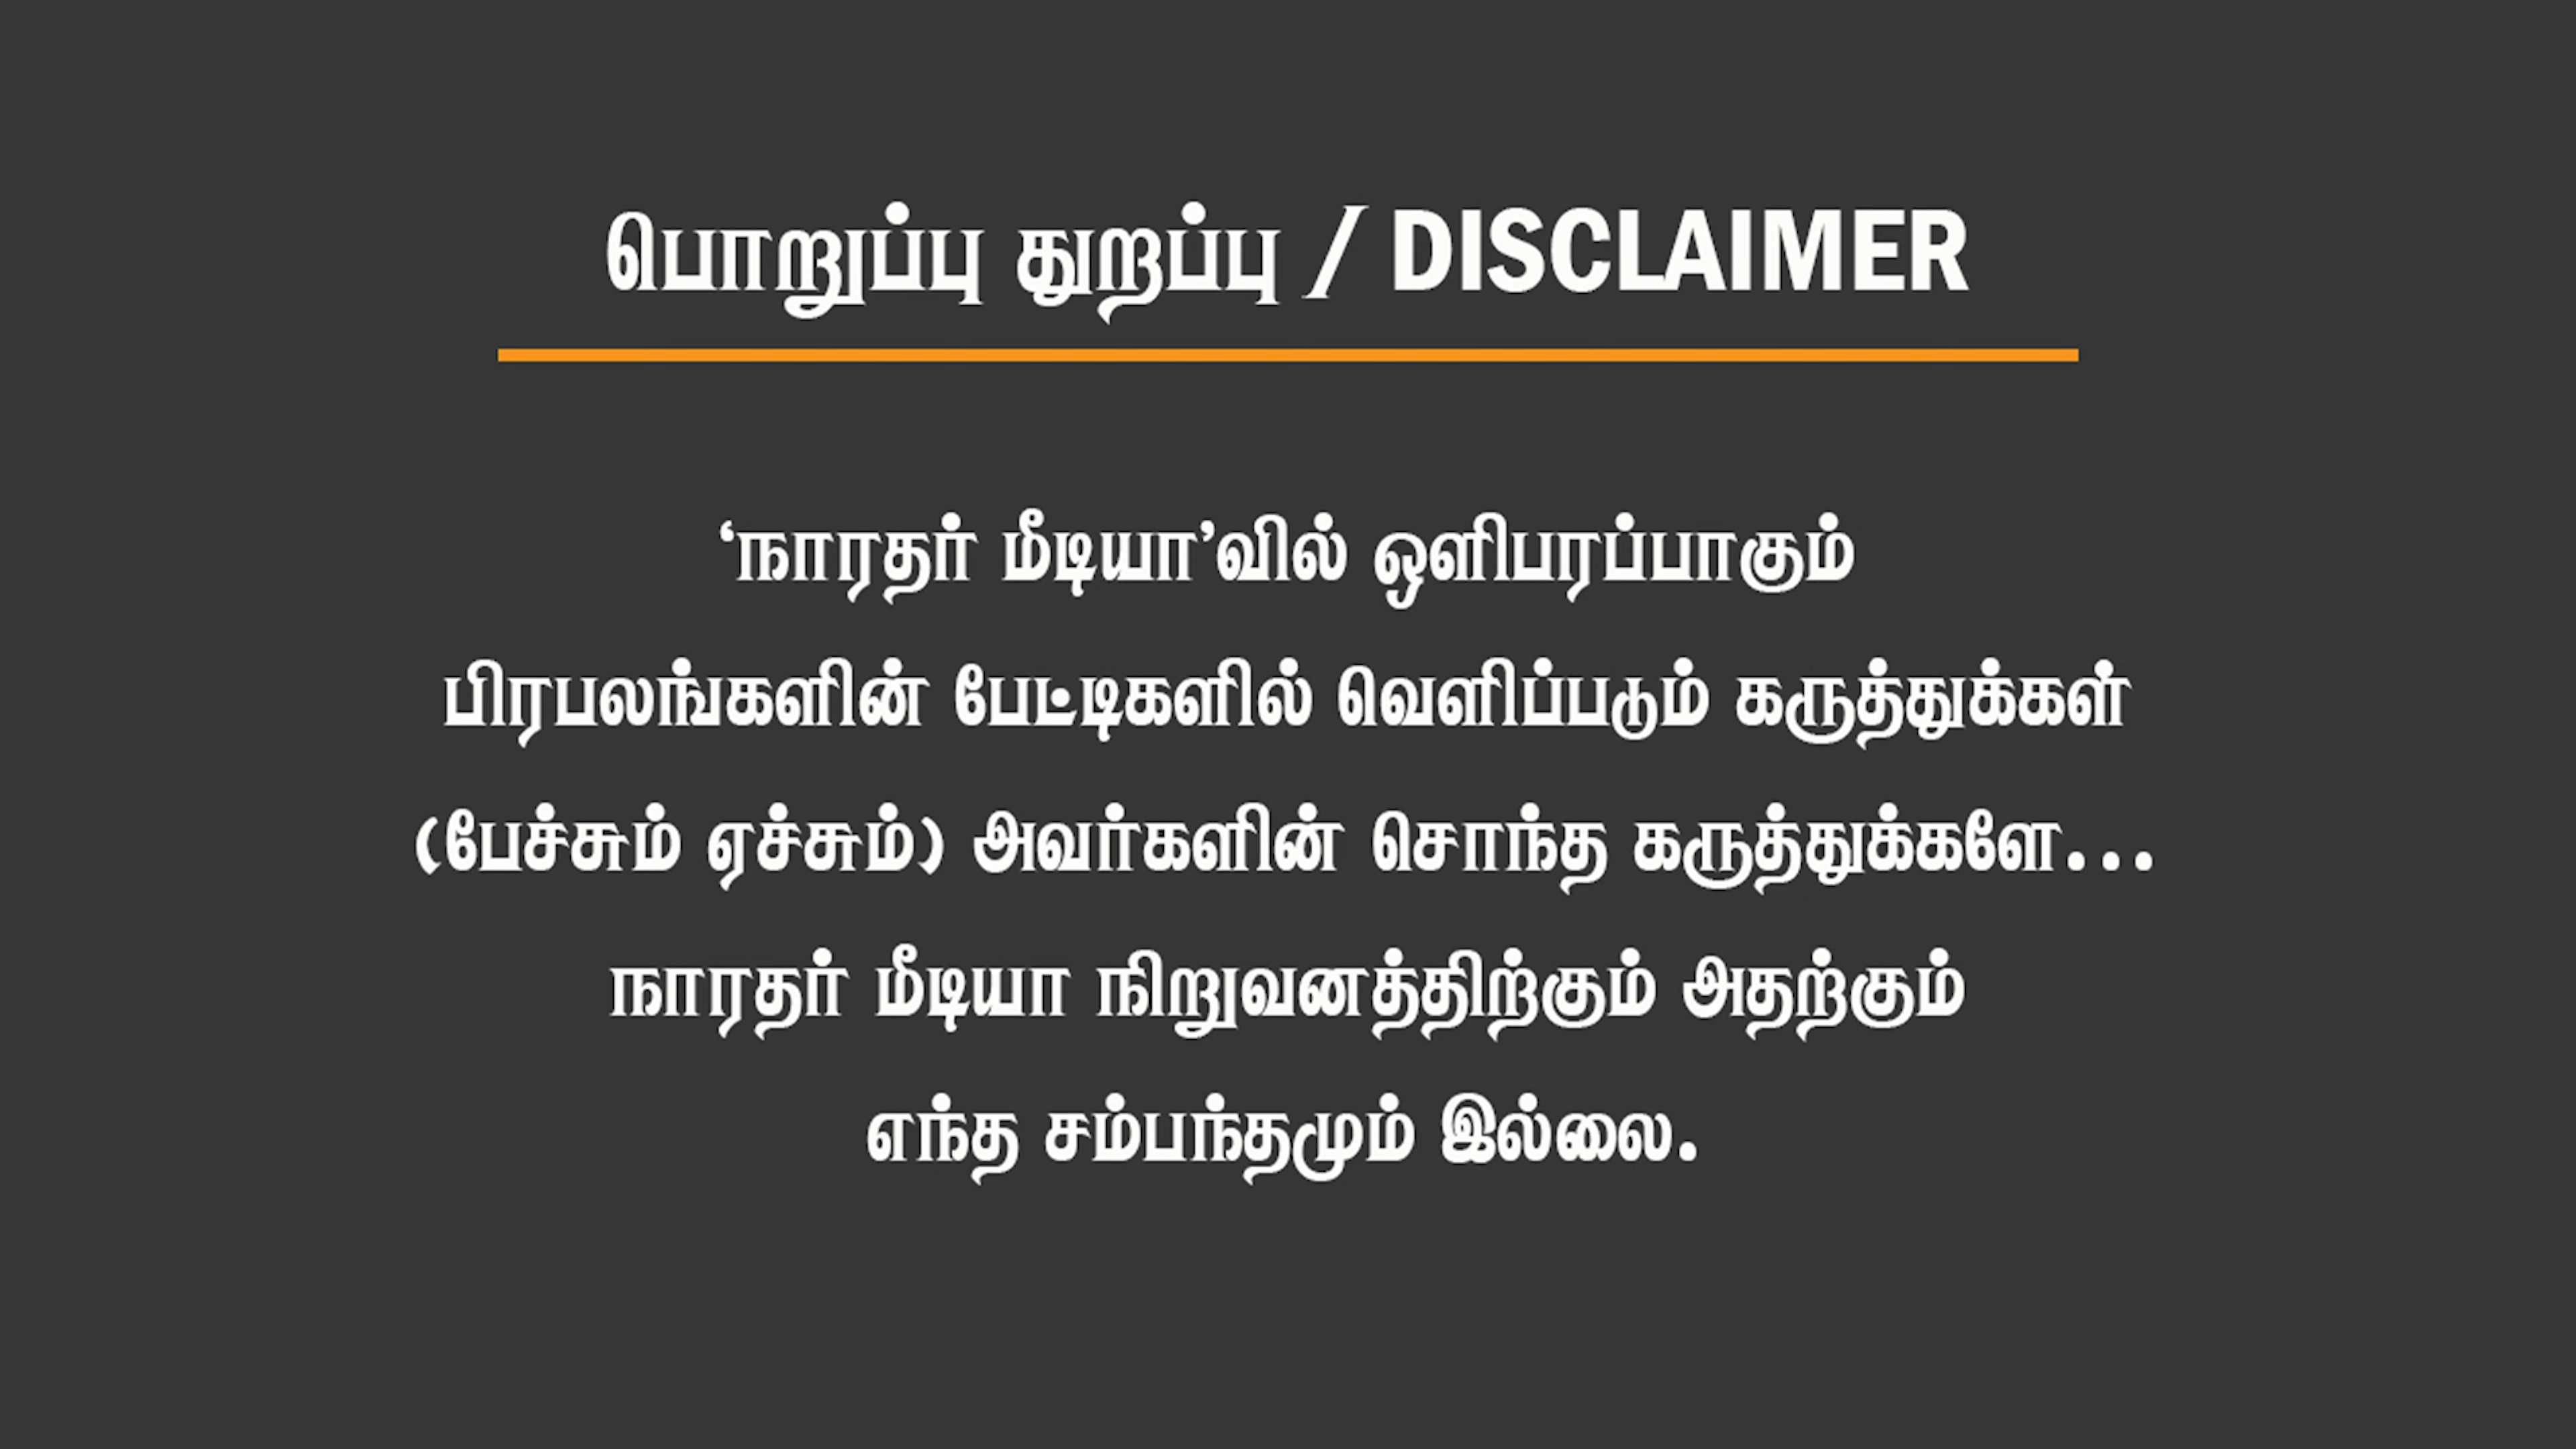 பொறுப்பு துறப்பு / DISCLAIMER
‘நாரதர் மீடியா’வில் ஒளிபரப்பாகும்
பிரபலங்களின் பேட்டிகளில் வெளிப்படும் கருத்துக்கள்
(பேச்சும் ஏச்சும்) அவர்களின் சொந்த கருத்துக்களே...
நாரதர் மீடியா நிறுவனத்திற்கும் அதற்கும்
எந்த சம்பந்தமும் இல்லை.